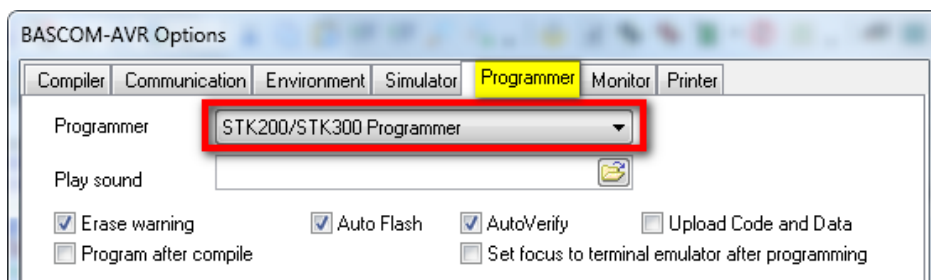 BASCOM-AVR Options
Compiler Communication Environment Simulator Programmer Monitor Printer
Programmer STK200/STK300 Programmer
Play sound
Erase warning Auto Flash AutoVerify Upload Code and Data
Program after compile Set focus to terminal emulator after programming